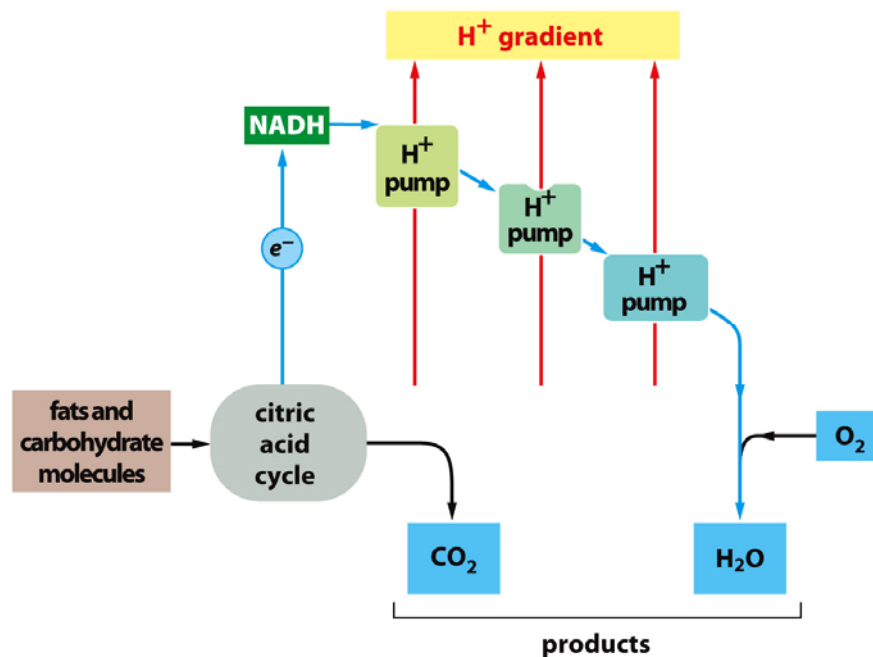 H⁺ gradient
NADH
H⁺
pump
H⁺
pump
H⁺
pump
e⁻
fats and
carbohydrate
molecules
citric
acid
cycle
O₂
CO₂
H₂O
products